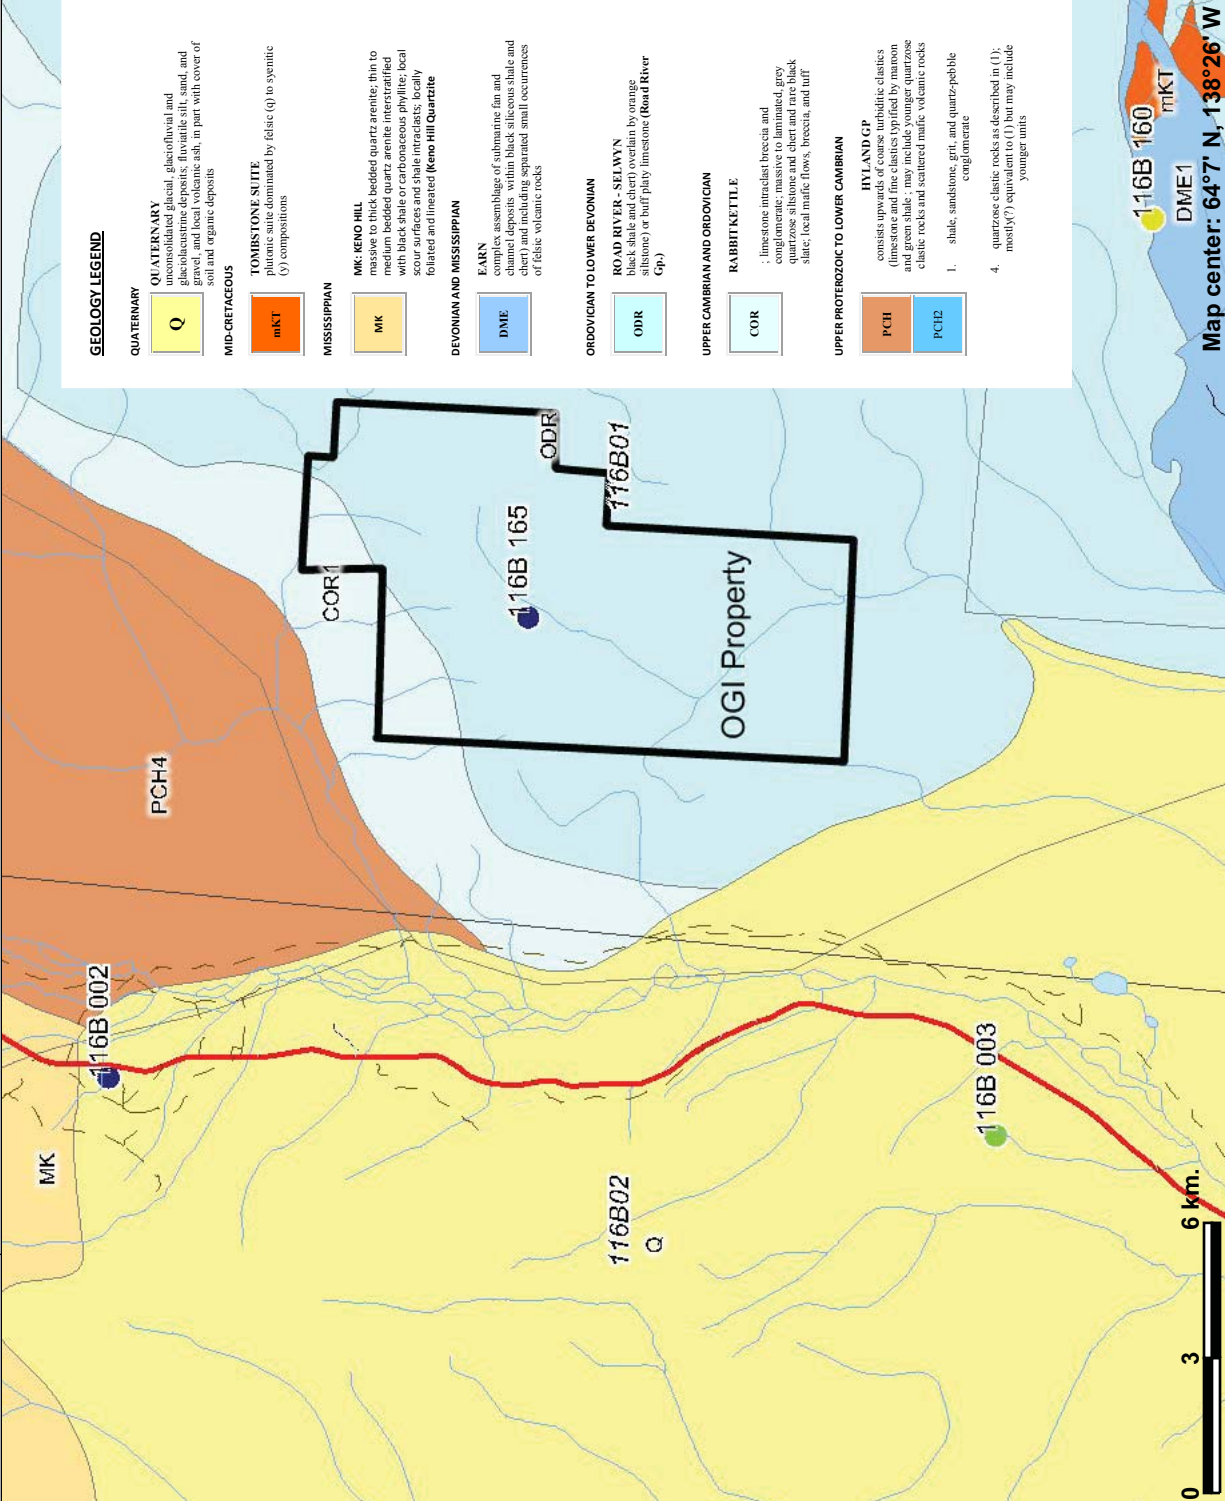 GEOLOGY LEGEND
QUATERNARY
Q
QUATERNARY
unconsolidated glacial, glaciofluvial and
glaciolacustrine deposits; fluviatile silt, sand, and
gravel, and local volcanic ash, in part with cover of
soil and organic deposits
MID-CRETACEOUS
mKT
TOMBSTONE SUITE
plutonic suite dominated by felsic (q) to syenitic
(y) compositions
MISSISSIPPIAN
MK
MK: KENO HILL
massive to thick bedded quartz arenite; thin to
medium bedded quartz arenite interstratified
with black shale or carbonaceous phyllite; local
scour surfaces and shale intraclasts; locally
foliated and lineated (Keno Hill Quartzite
DEVONIAN AND MISSISSIPPIAN
DME
EARN
complex assemblage of submarine fan and
channel deposits within black siliceous shale and
chert) and including separated small occurrences
of felsic volcanic rocks
ORDOVICIAN TO LOWER DEVONIAN
ODR
ROAD RIVER - SELWYN
black shale and chert) overlain by orange
siltstone) or buff platy limestone (Road River
Gp.)
UPPER CAMBRIAN AND ORDOVICIAN
COR
RABBITKETTLE
; limestone intraclast breccia and
conglomerate; massive to laminated, grey
quartzose siltstone and chert and rare black
slate; local mafic flows, breccia, and tuff
UPPER PROTEROZOIC TO LOWER CAMBRIAN
PCH
PCH2
HYLAND GP
consists upwards of coarse turbiditic clastics
(limestone and fine clastics typified by maroon
and green shale ; may include younger quartzose
clastic rocks and scattered mafic volcanic rocks
1. shale, sandstone, grit, and quartz-pebble
conglomerate
4. quartzose clastic rocks as described in (1);
mostly(?) equivalent to (1) but may include
younger units
MK
116B 002
PCH4
COR1
ODR
116B 165
116B01
OGI Property
116B02
Q
116B 003
116B 160
mKT
DME1
0 3 6 km.
Map center: 64°7' N, 138°26' W